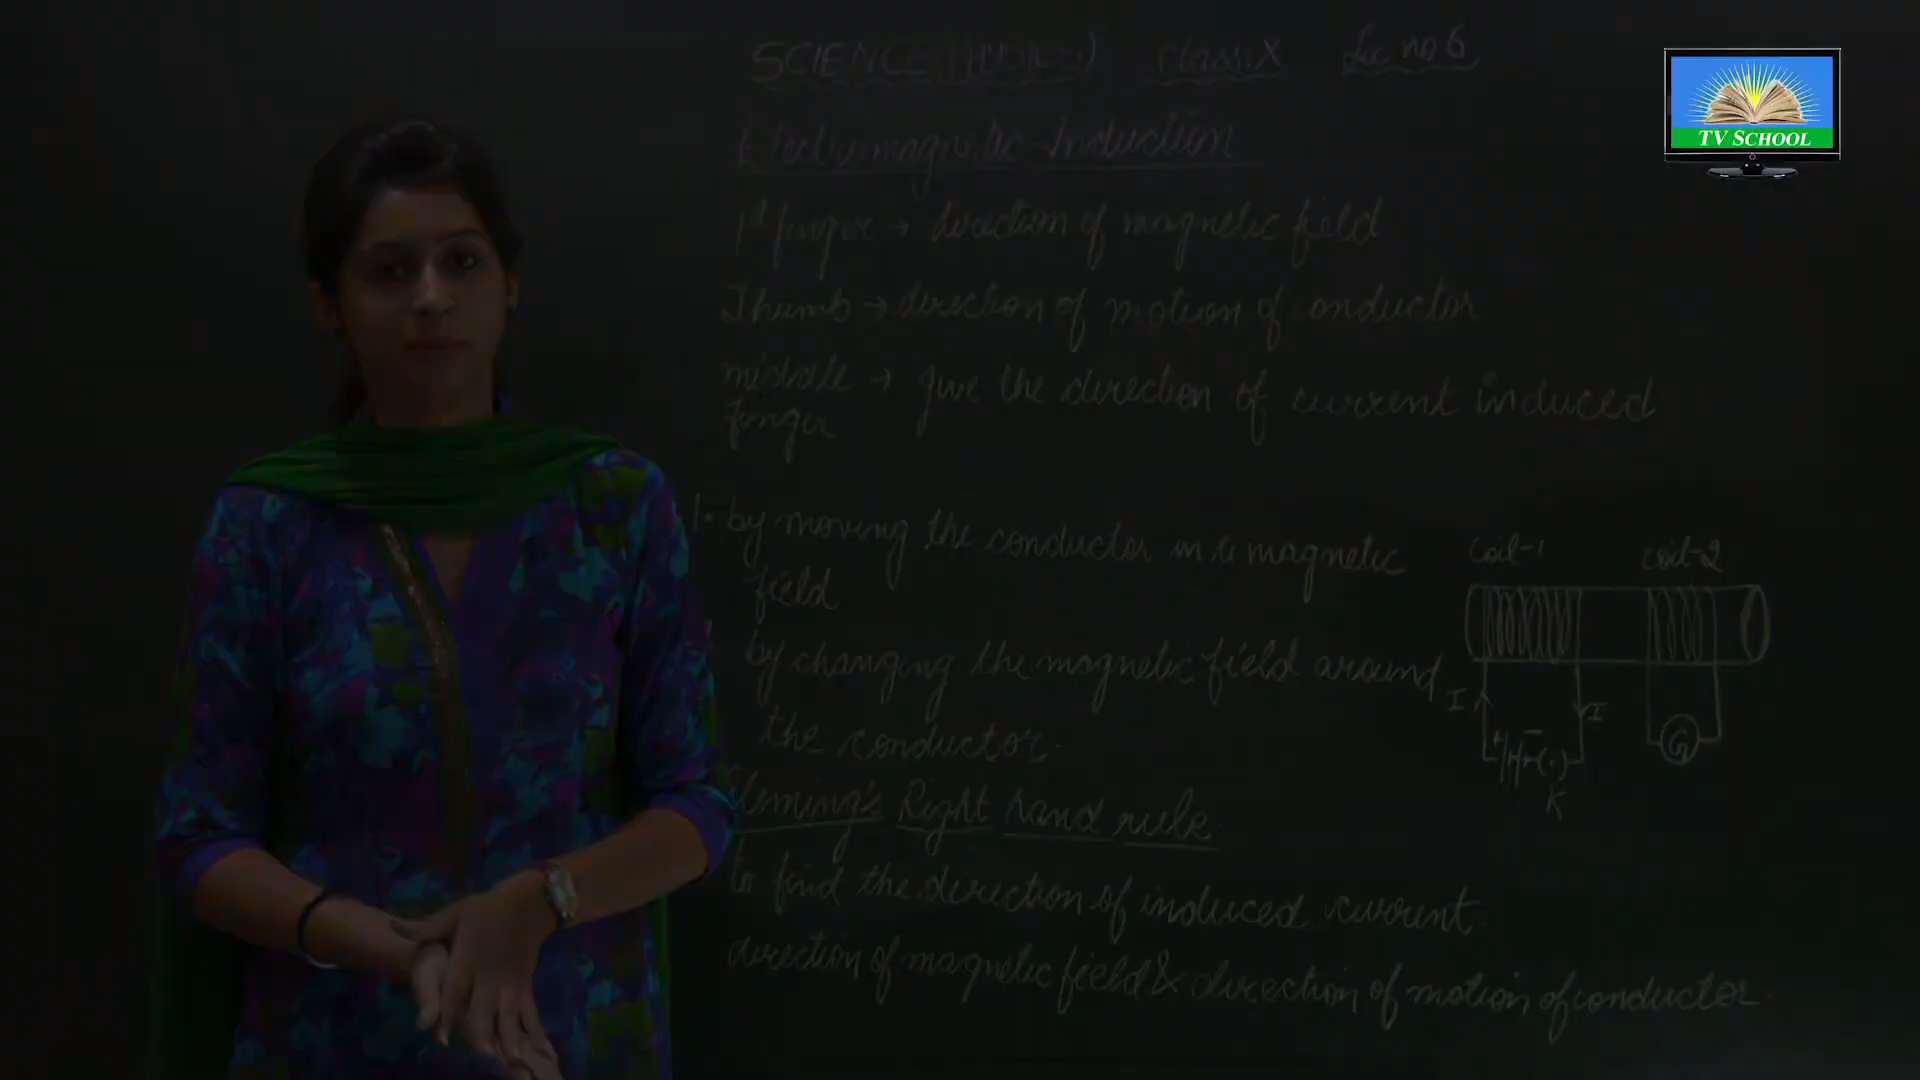 SCIENCE Class X Lec no 6
Electromagnetic Induction
1st finger → direction of magnetic field
Thumb → direction of motion of conductor
middle → give the direction of current induced
finger
1. by moving the conductor in a magnetic
field
by changing the magnetic field around
the conductor.
Fleming's Right hand rule.
to find the direction of induced current.
direction of magnetic field & direction of motion of conductor.
coil-1 coil-2
I I
+ - (.) G
K
TV SCHOOL